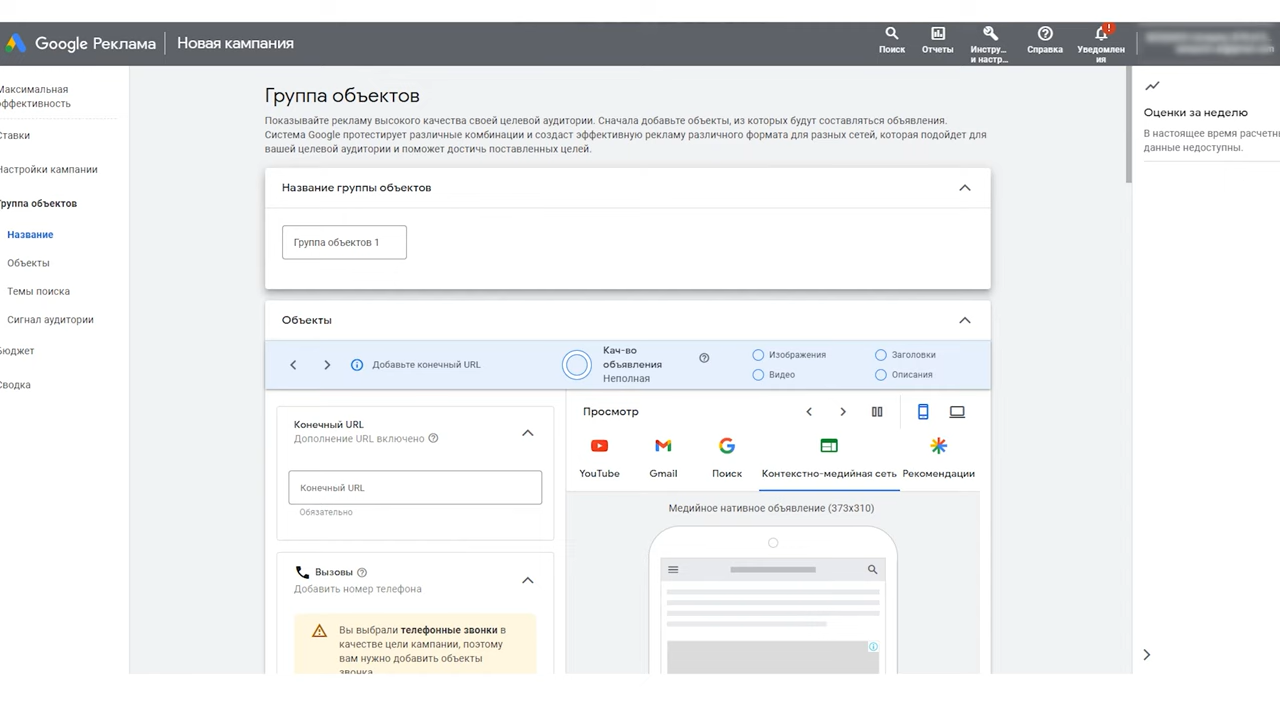 Google Реклама
Новая кампания
Поиск
Отчеты
Инстру...
и настр...
Справка
Уведомлен
ия
!
Максимальная
эффективность
Ставки
Настройки кампании
Группа объектов
Название
Объекты
Темы поиска
Сигнал аудитории
Бюджет
Сводка
Группа объектов
Показывайте рекламу высокого качества своей целевой аудитории. Сначала добавьте объекты, из которых будут составляться объявления.
Система Google протестирует различные комбинации и создаст эффективную рекламу различного формата для разных сетей, которая подойдет для
вашей целевой аудитории и поможет достичь поставленных целей.
Название группы объектов
Группа объектов 1
Объекты
Добавьте конечный URL
Кач-во
объявления
Неполная
Изображения
Видео
Заголовки
Описания
Конечный URL
Дополнение URL включено
Конечный URL
Обязательно
Вызовы
Добавить номер телефона
Вы выбрали телефонные звонки в
качестве цели кампании, поэтому
вам нужно добавить объекты
звонка.
Просмотр
YouTube
Gmail
Поиск
Контекстно-медийная сеть
Рекомендации
Медийное нативное объявление (373x310)
Оценки за неделю
В настоящее время расчетн
данные недоступны.